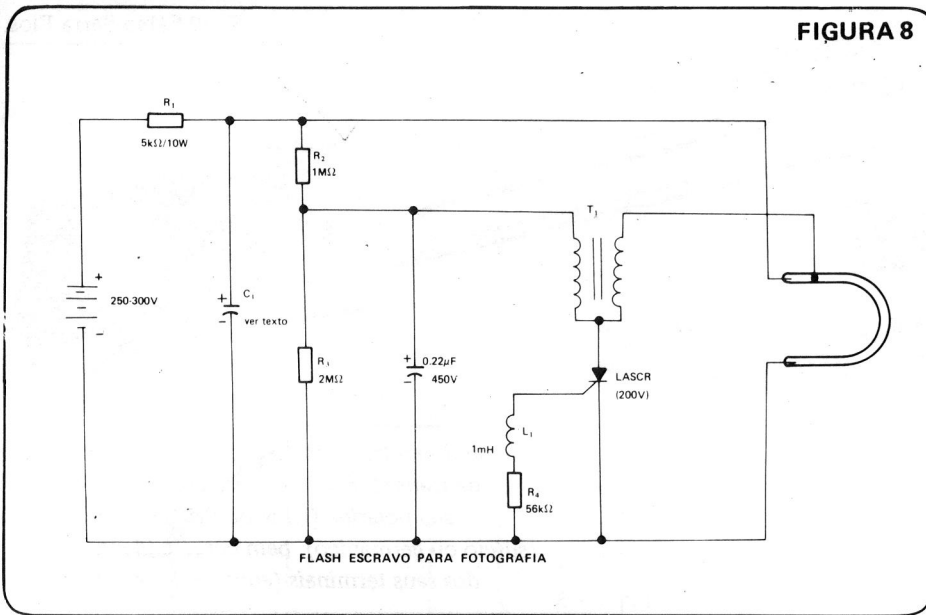 FIGURA 8
R₁
5kΩ/10W
R₂
1MΩ
T₁
+
250-300V
-
+
C₁
-
ver texto
R₃
2MΩ
+
0.22µF
-
450V
LASCR
(200V)
L₁
1mH
R₄
56kΩ
FLASH ESCRAVO PARA FOTOGRAFIA